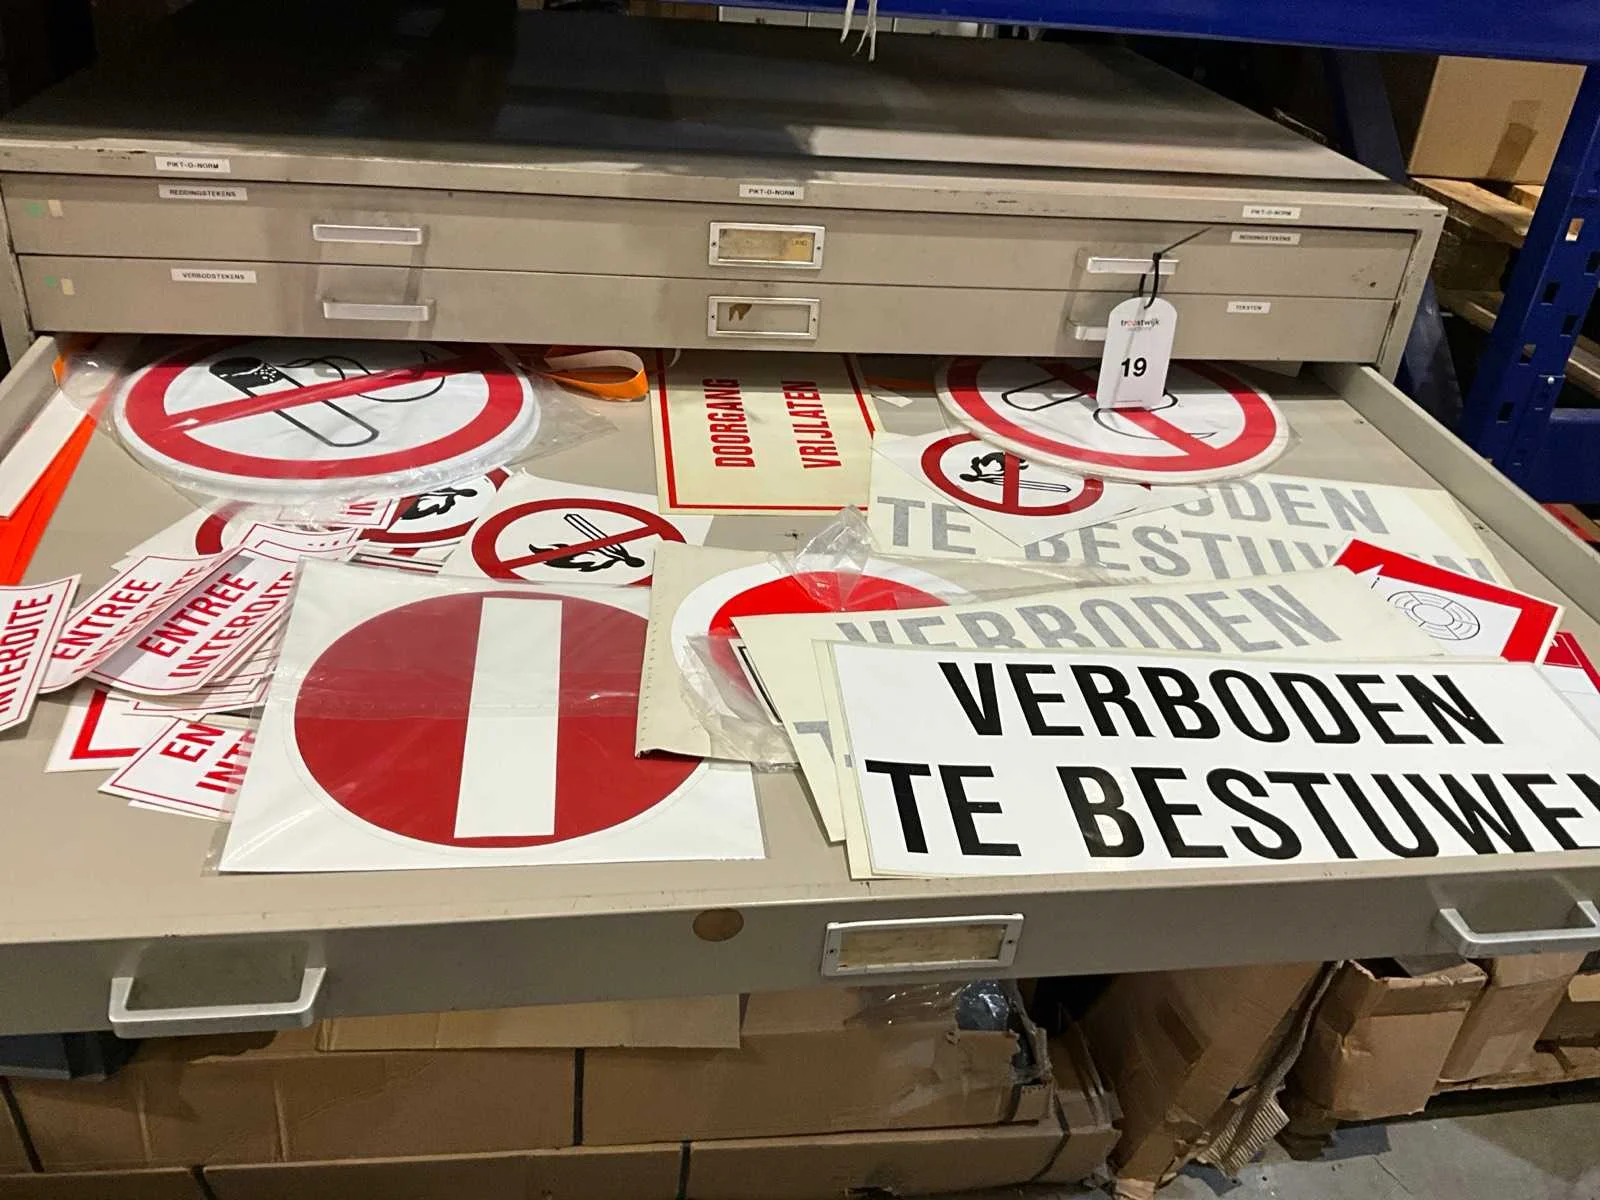 PIKT-O-NORM
PIKT-O-NORM
PIKT-O-NORM
REDDINGSTEKENS
REDDINGSTEKENS
VERBODSTEKENS
TEKSTEN
troostwijk
19
DOORGANG
VRIJLATEN
TE BESTUWEN
VERBODEN
INTERDITE
ENTREE
INTERDITE
ENTREE
INTERDITE
VERBODEN
TE BESTUWEN